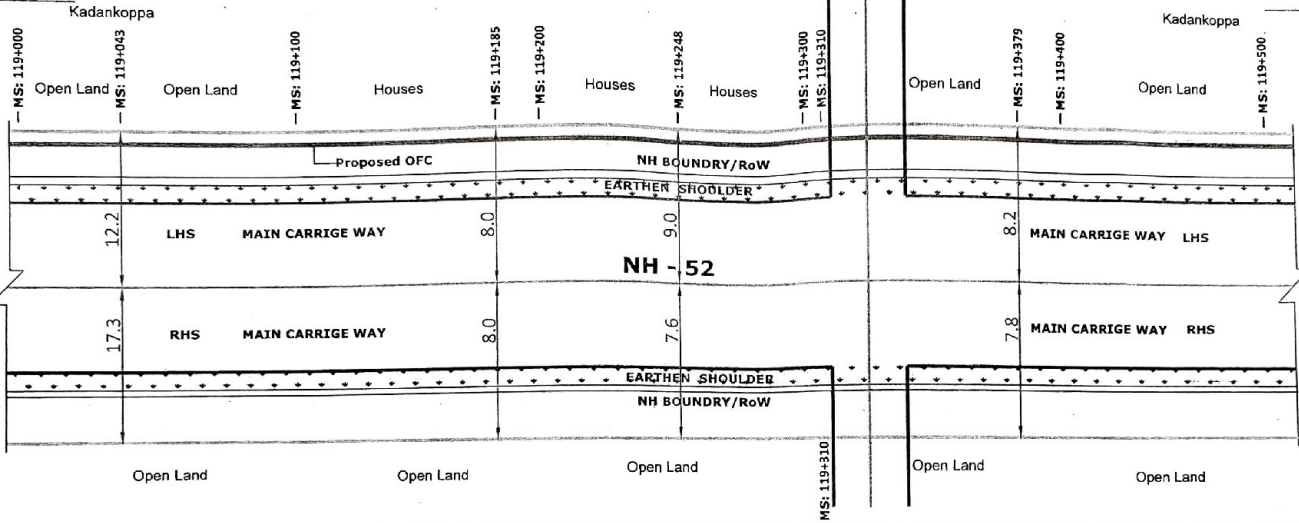 Kadankoppa
Kadankoppa
MS: 119+000
MS: 119+043
MS: 119+100
MS: 119+185
MS: 119+200
MS: 119+248
MS: 119+300
MS: 119+310
MS: 119+379
MS: 119+400
MS: 119+500
Open Land
Open Land
Houses
Houses
Houses
Open Land
Open Land
Proposed OFC
NH BOUNDRY/RoW
EARTHEN SHOULDER
12.2
LHS
MAIN CARRIGE WAY
8.0
9.0
8.2
MAIN CARRIGE WAY
LHS
NH - 52
17.3
RHS
MAIN CARRIGE WAY
8.0
7.6
7.8
MAIN CARRIGE WAY
RHS
EARTHEN SHOULDER
NH BOUNDRY/RoW
Open Land
Open Land
Open Land
MS: 119+310
Open Land
Open Land